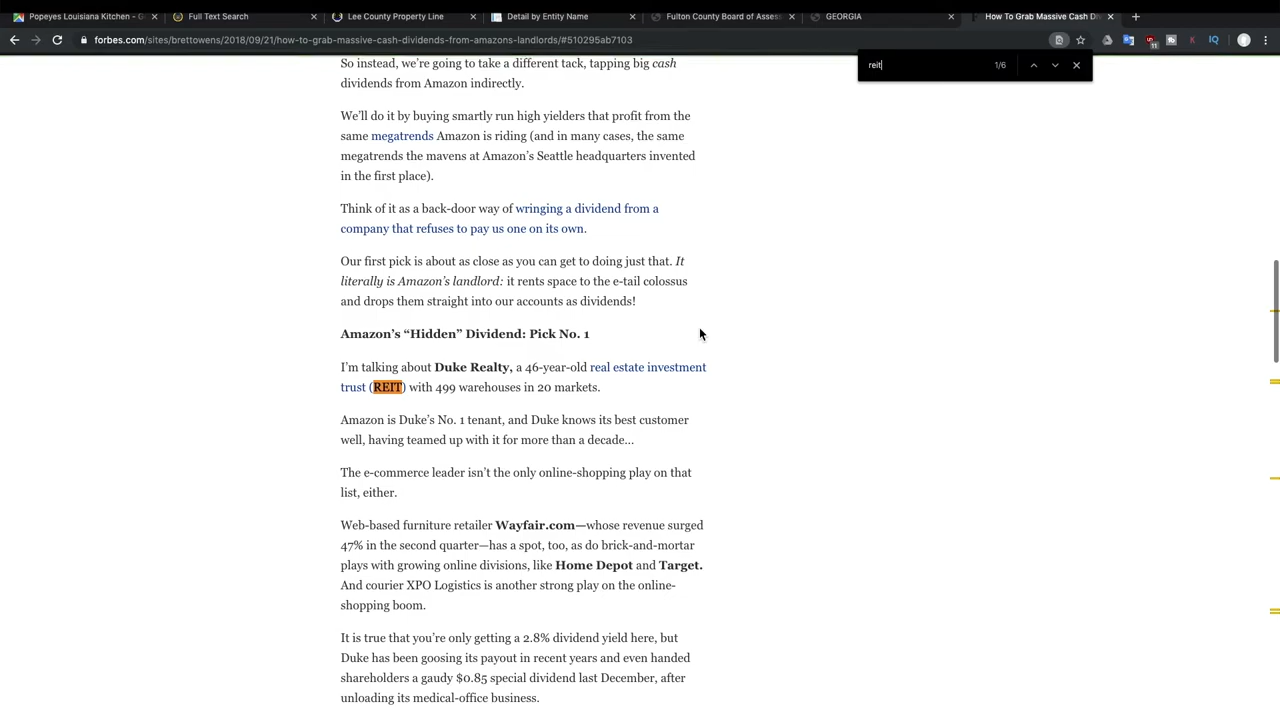 Popeyes Louisiana Kitchen - G
Full Text Search
Lee County Property Line
Detail by Entity Name
Fulton County Board of Asses
GEORGIA
How To Grab Massive Cash Di
forbes.com/sites/brettowens/2018/09/21/how-to-grab-massive-cash-dividends-from-amazons-landlords/#510295ab7103
11
K
IQ
reit
1/6
So instead, we’re going to take a different tack, tapping big cash
dividends from Amazon indirectly.
We’ll do it by buying smartly run high yielders that profit from the
same megatrends Amazon is riding (and in many cases, the same
megatrends the mavens at Amazon’s Seattle headquarters invented
in the first place).
Think of it as a back-door way of wringing a dividend from a
company that refuses to pay us one on its own.
Our first pick is about as close as you can get to doing just that. It
literally is Amazon’s landlord: it rents space to the e-tail colossus
and drops them straight into our accounts as dividends!
Amazon’s “Hidden” Dividend: Pick No. 1
I’m talking about Duke Realty, a 46-year-old real estate investment
trust (REIT) with 499 warehouses in 20 markets.
Amazon is Duke’s No. 1 tenant, and Duke knows its best customer
well, having teamed up with it for more than a decade…
The e-commerce leader isn’t the only online-shopping play on that
list, either.
Web-based furniture retailer Wayfair.com—whose revenue surged
47% in the second quarter—has a spot, too, as do brick-and-mortar
plays with growing online divisions, like Home Depot and Target.
And courier XPO Logistics is another strong play on the online-
shopping boom.
It is true that you’re only getting a 2.8% dividend yield here, but
Duke has been goosing its payout in recent years and even handed
shareholders a gaudy $0.85 special dividend last December, after
unloading its medical-office business.